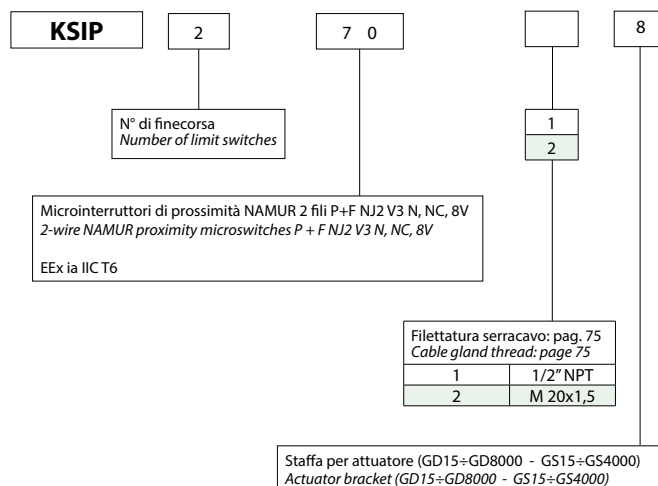 KSIP 2 7 0 8
N° di finecorsa
Number of limit switches
1
2
Microinterruttori di prossimità NAMUR 2 fili P+F NJ2 V3 N, NC, 8V
2-wire NAMUR proximity microswitches P + F NJ2 V3 N, NC, 8V
EEx ia IIC T6
Filettatura serracavo: pag. 75
Cable gland thread: page 75
1 1/2” NPT
2 M 20x1,5
Staffa per attuatore (GD15÷GD8000 - GS15÷GS4000)
Actuator bracket (GD15÷GD8000 - GS15÷GS4000)